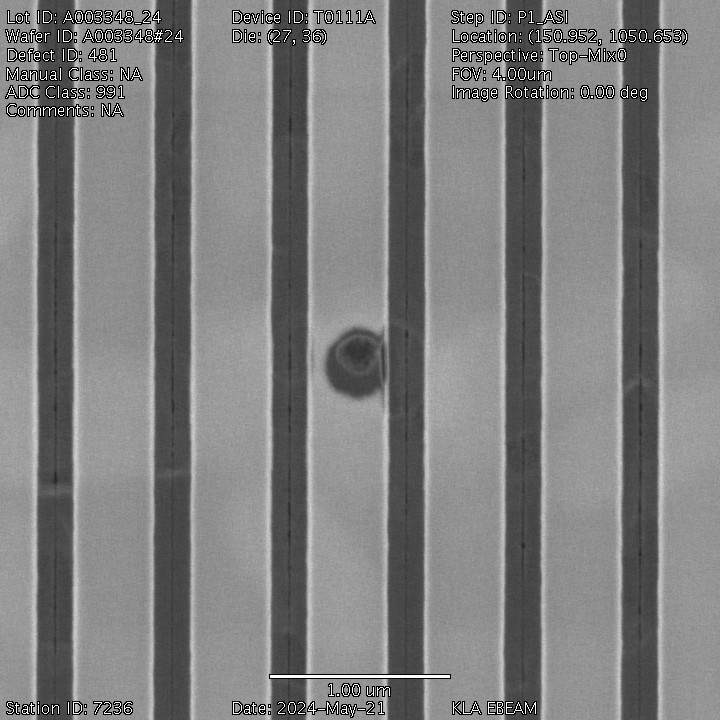 Lot ID: A003348_24
Wafer ID: A003348#24
Defect ID: 481
Manual Class: NA
ADC Class: 991
Comments: NA
Device ID: T0111A
Die: (27, 36)
Step ID: P1_ASI
Location: (150.952, 1050.653)
Perspective: Top-Mix0
FOV: 4.00um
Image Rotation: 0.00 deg
1.00 um
Station ID: 7236
Date: 2024-May-21
KLA EBEAM